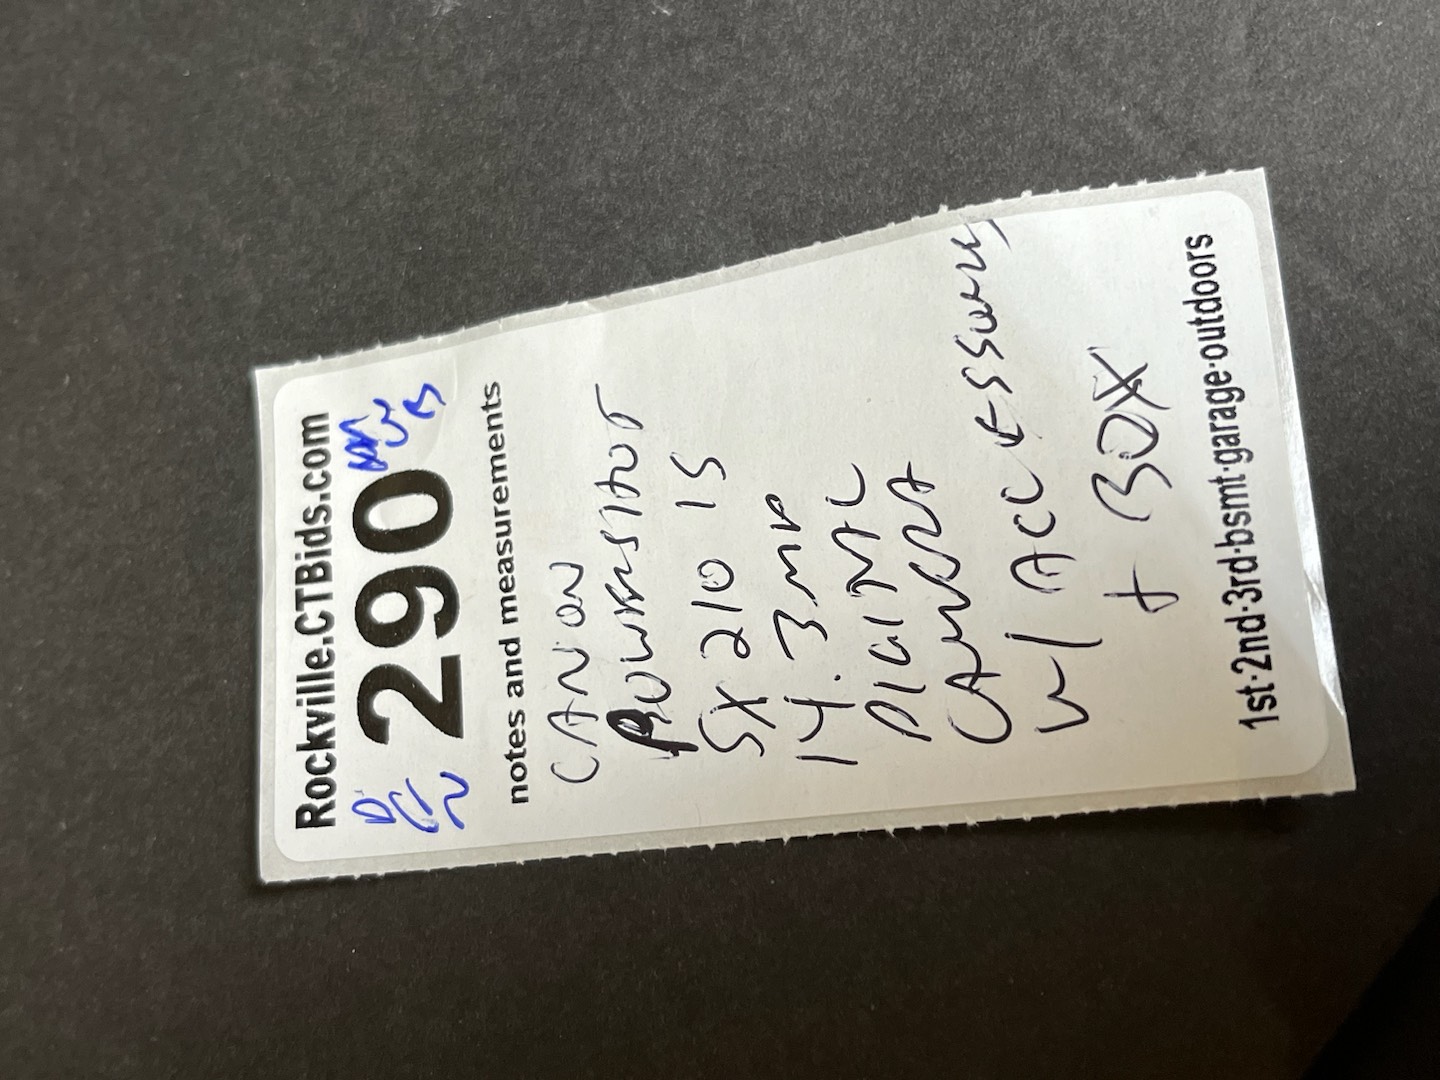 Rockville.CTBids.com
290
notes and measurements
CANON
POWERSHOT
SX 210 IS
14.3 MP
DIGITAL
CAMERA
W/ ACCESSORY
+ BOX
1st·2nd·3rd·bsmt·garage·outdoors